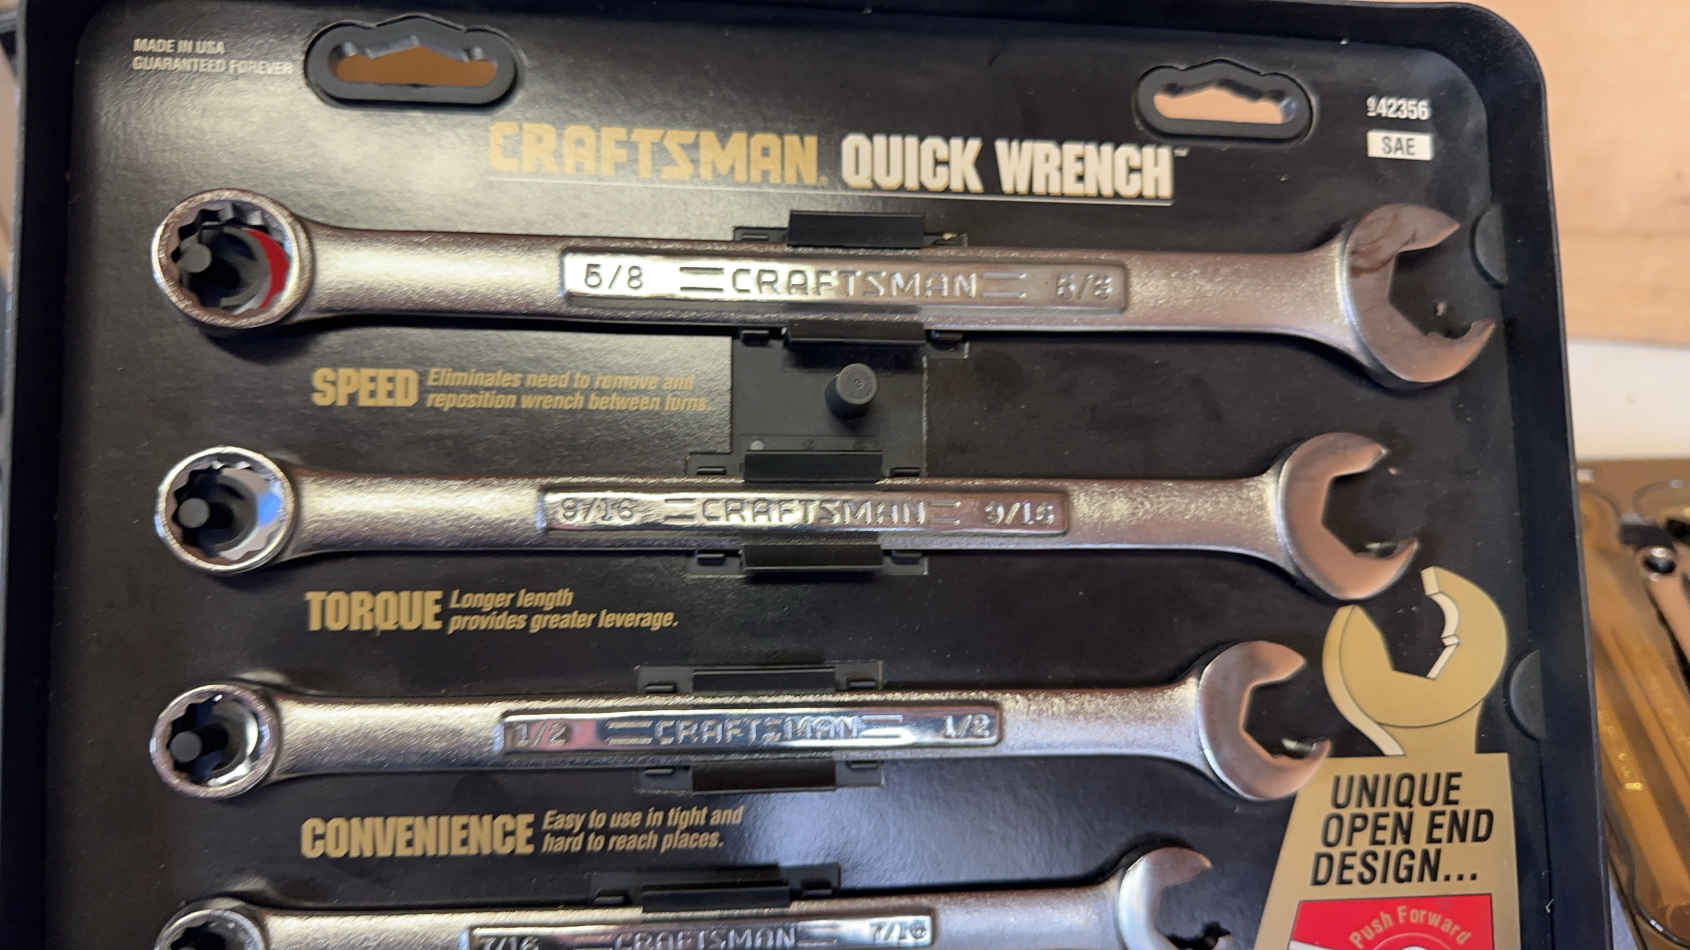 MADE IN USA
GUARANTEED FOREVER
CRAFTSMAN QUICK WRENCH™
942356
SAE
5/8 CRAFTSMAN 5/8
SPEED Eliminates need to remove and
reposition wrench between turns.
9/16 CRAFTSMAN 9/16
TORQUE Longer length
provides greater leverage.
1/2 CRAFTSMAN 1/2
CONVENIENCE Easy to use in tight and
hard to reach places.
UNIQUE
OPEN END
DESIGN...
Push Forward
7/16 CRAFTSMAN 7/16